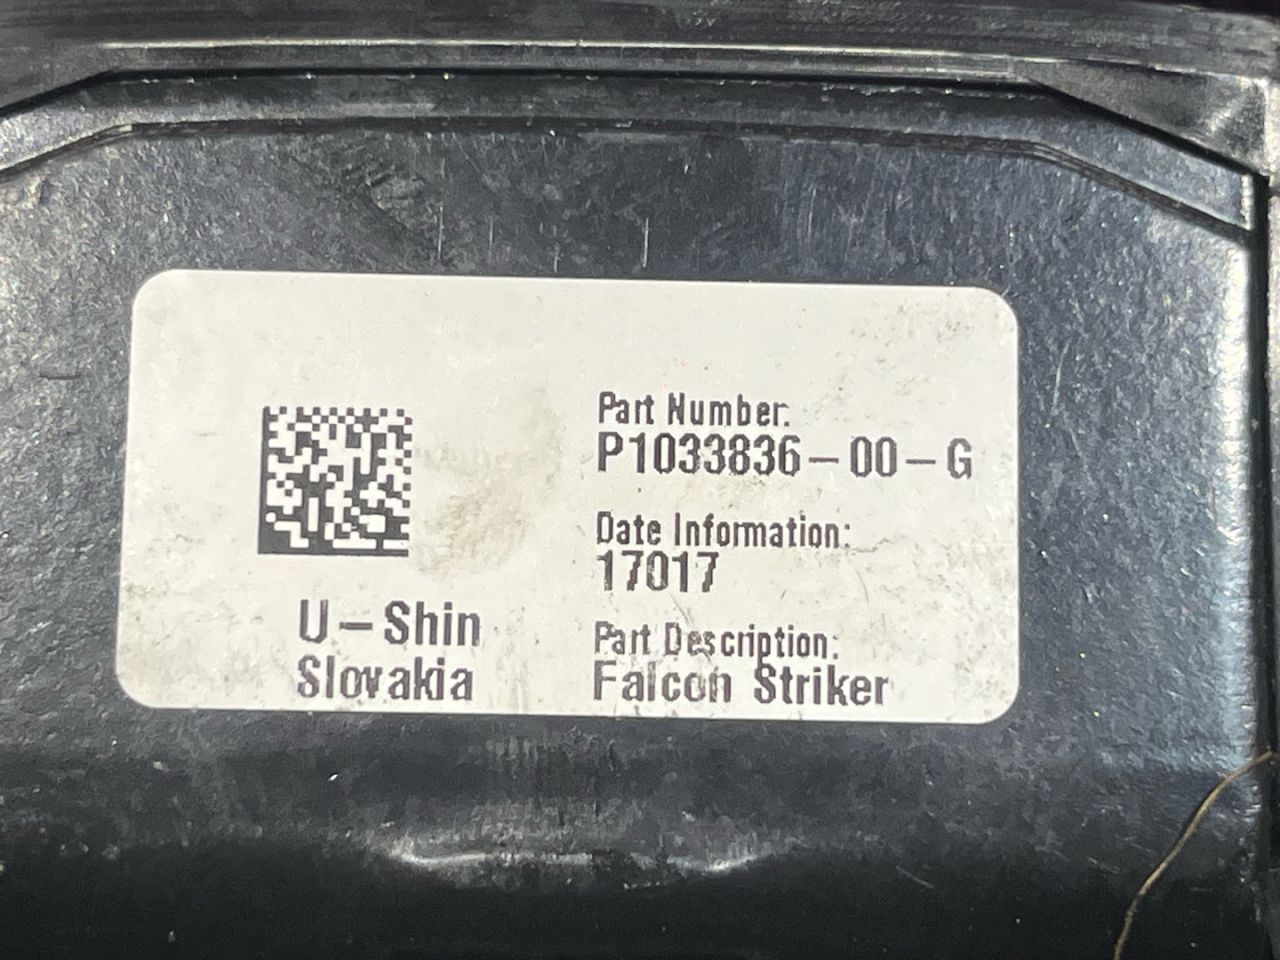 Part Number:
P1033836-00-G
Date Information:
17017
Part Description:
Falcon Striker
U-Shin
Slovakia